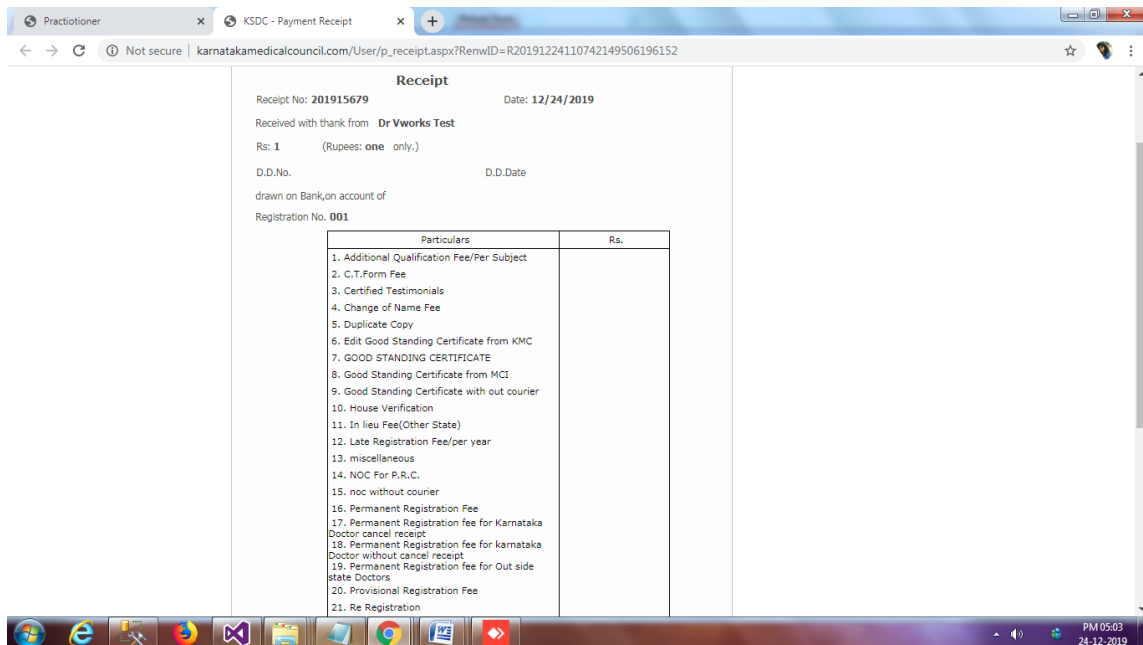 Practiotioner
KSDC - Payment Receipt
Not secure | karnatakamedicalcouncil.com/User/p_receipt.aspx?RenwID=R20191224110742149506196152
Receipt
Receipt No: 201915679 Date: 12/24/2019
Received with thank from Dr Vworks Test
Rs: 1 (Rupees: one only.)
D.D.No. D.D.Date
drawn on Bank,on account of
Registration No. 001
Particulars Rs.
1. Additional Qualification Fee/Per Subject
2. C.T.Form Fee
3. Certified Testimonials
4. Change of Name Fee
5. Duplicate Copy
6. Edit Good Standing Certificate from KMC
7. GOOD STANDING CERTIFICATE
8. Good Standing Certificate from MCI
9. Good Standing Certificate with out courier
10. House Verification
11. In lieu Fee(Other State)
12. Late Registration Fee/per year
13. miscellaneous
14. NOC For P.R.C.
15. noc without courier
16. Permanent Registration Fee
17. Permanent Registration fee for Karnataka
Doctor cancel receipt
18. Permanent Registration fee for karnataka
Doctor without cancel receipt
19. Permanent Registration fee for Out side
state Doctors
20. Provisional Registration Fee
21. Re Registration
PM 05:03
24-12-2019